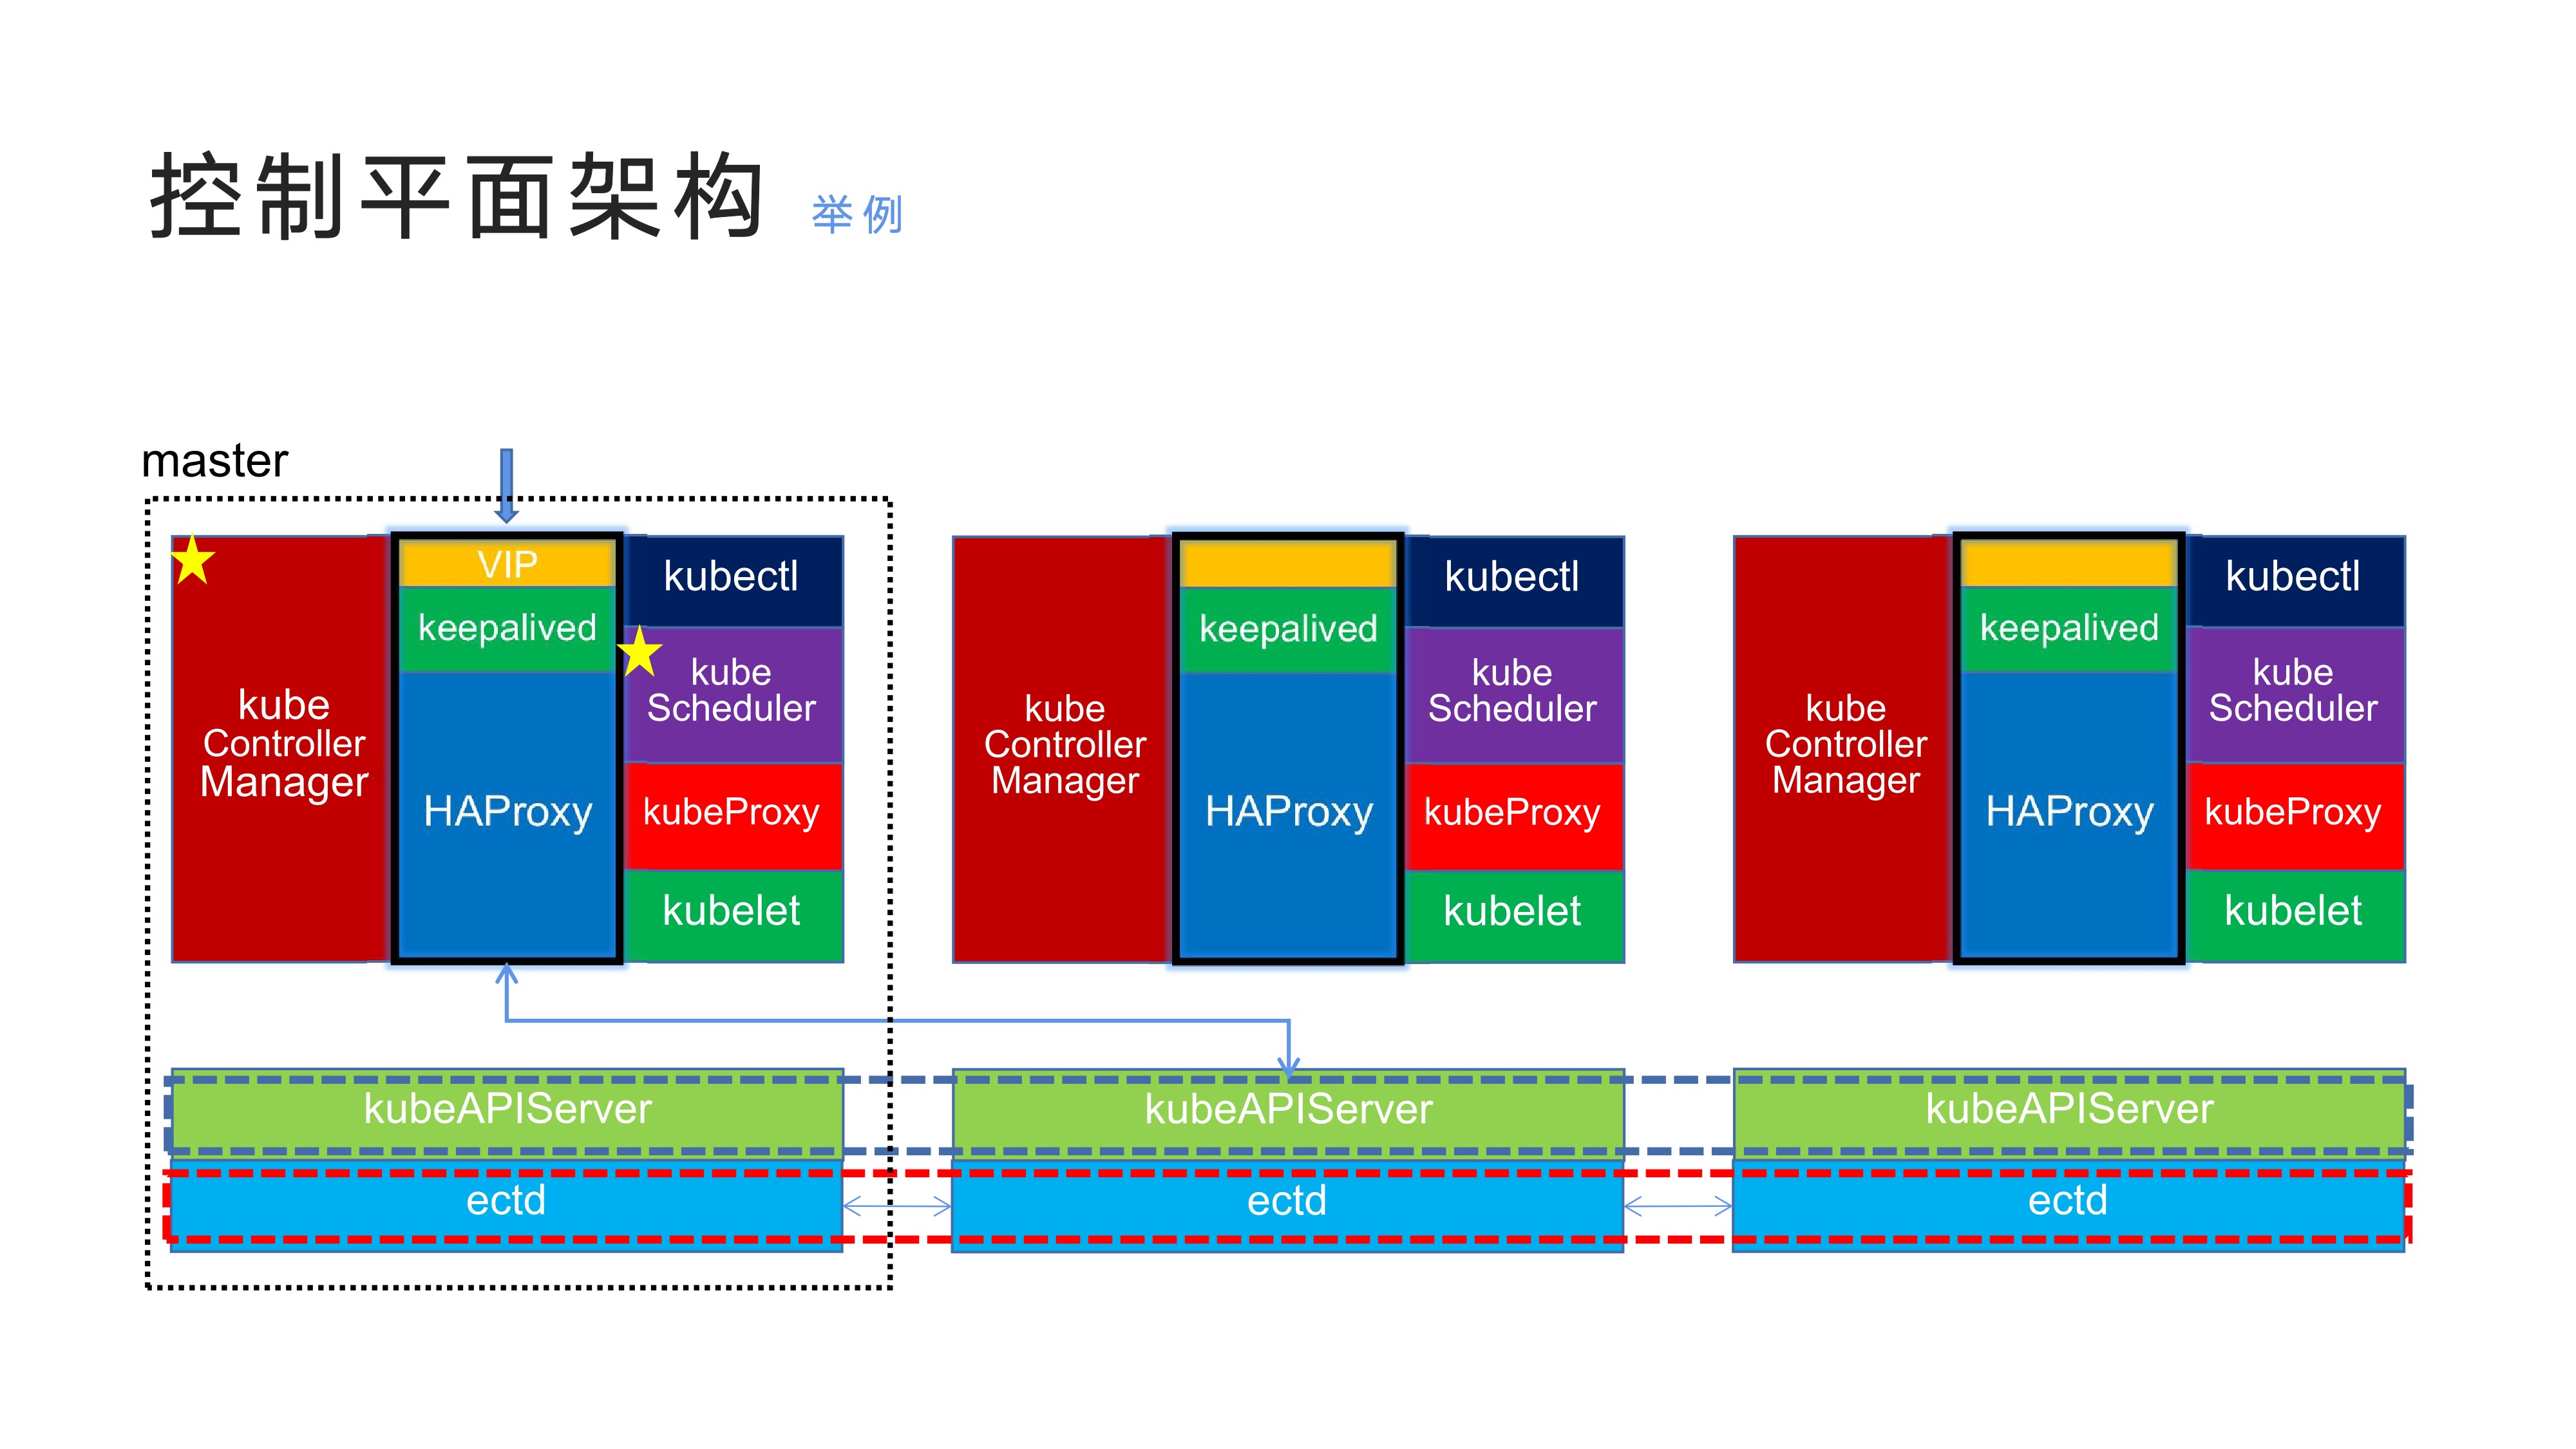 控制平面架构 举例
master
kube
Controller
Manager
VIP
keepalived
HAProxy
kubectl
kube
Scheduler
kubeProxy
kubelet
kube
Controller
Manager
keepalived
HAProxy
kubectl
kube
Scheduler
kubeProxy
kubelet
kube
Controller
Manager
keepalived
HAProxy
kubectl
kube
Scheduler
kubeProxy
kubelet
kubeAPIServer
kubeAPIServer
kubeAPIServer
ectd
ectd
ectd